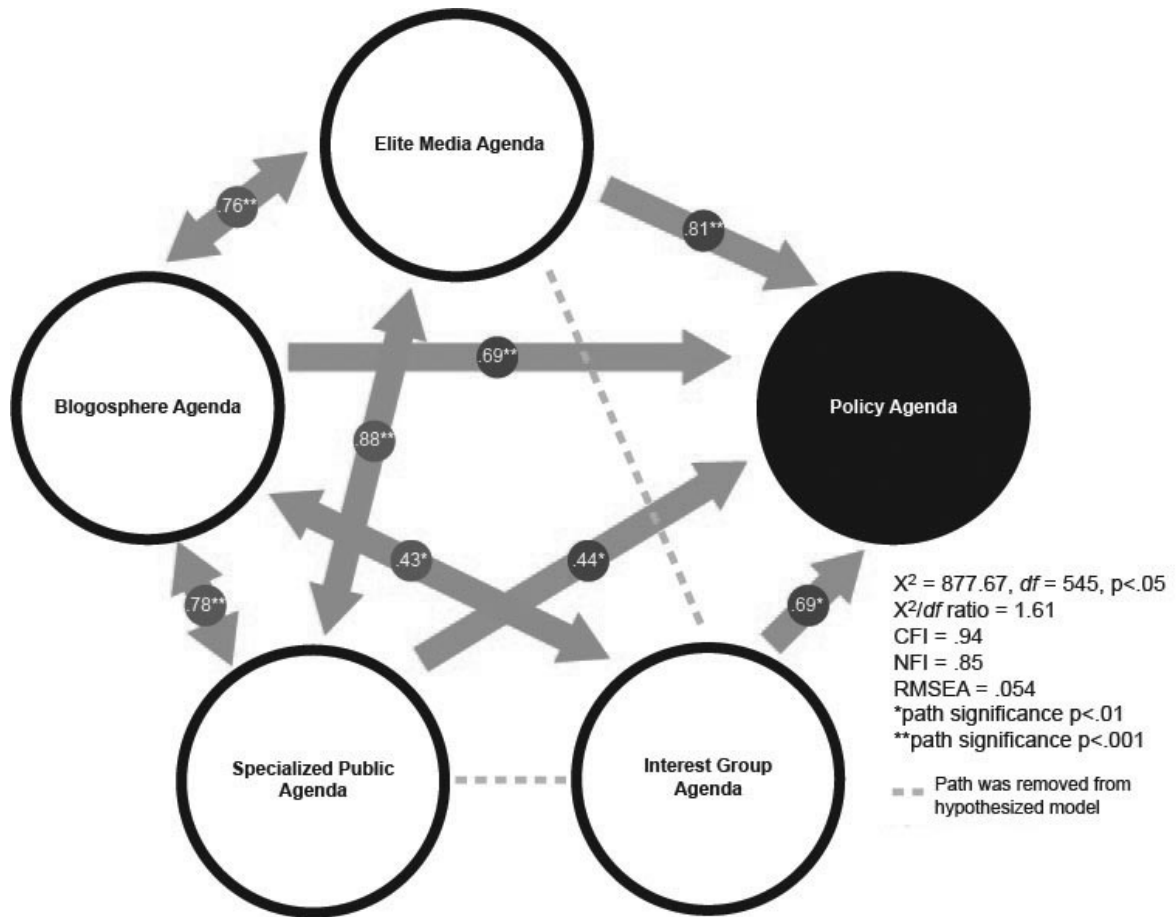 Elite Media Agenda
.76**
.81**
.69**
Blogosphere Agenda
Policy Agenda
.88**
.43*
.44*
.78**
.69*
X² = 877.67, df = 545, p<.05
X²/df ratio = 1.61
CFI = .94
NFI = .85
RMSEA = .054
*path significance p<.01
**path significance p<.001
Specialized Public
Agenda
Interest Group
Agenda
Path was removed from
hypothesized model